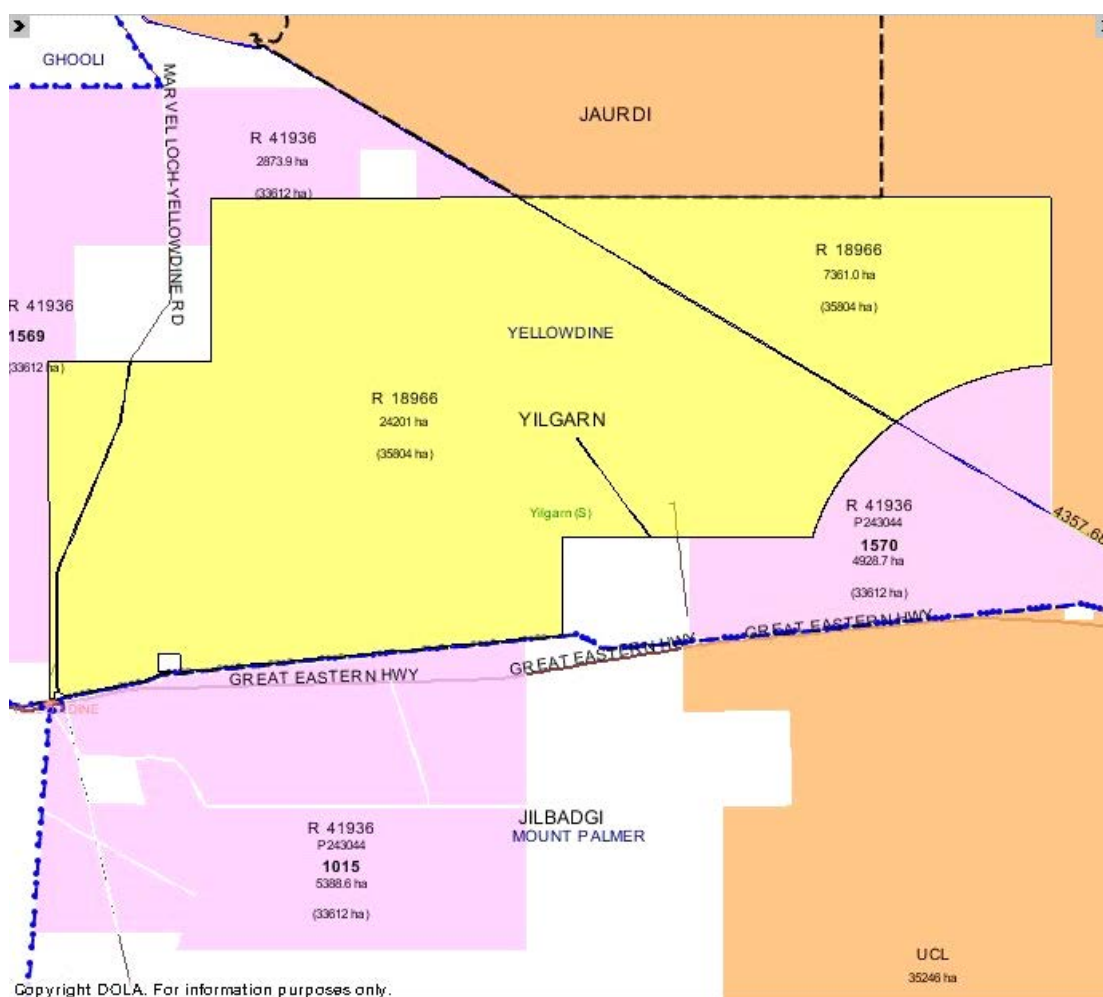 GHOOLI
MARVEL LOCH-YELLOWDINE RD
R 41936
2873.9 ha
(33612 ha)
JAURDI
R 18966
7361.0 ha
(35804 ha)
R 41936
1569
(33612 ha)
YELLOWDINE
R 18966
24201 ha
(35804 ha)
YILGARN
Yilgarn (S)
R 41936
P243044
1570
4928.7 ha
(33612 ha)
GREAT EASTERN HWY
GREAT EASTERN HWY
GREAT EASTERN HWY
R 41936
P243044
1015
5388.6 ha
(33612 ha)
JILBADGI
MOUNT PALMER
UCL
35246 ha
Copyright DOLA. For information purposes only.